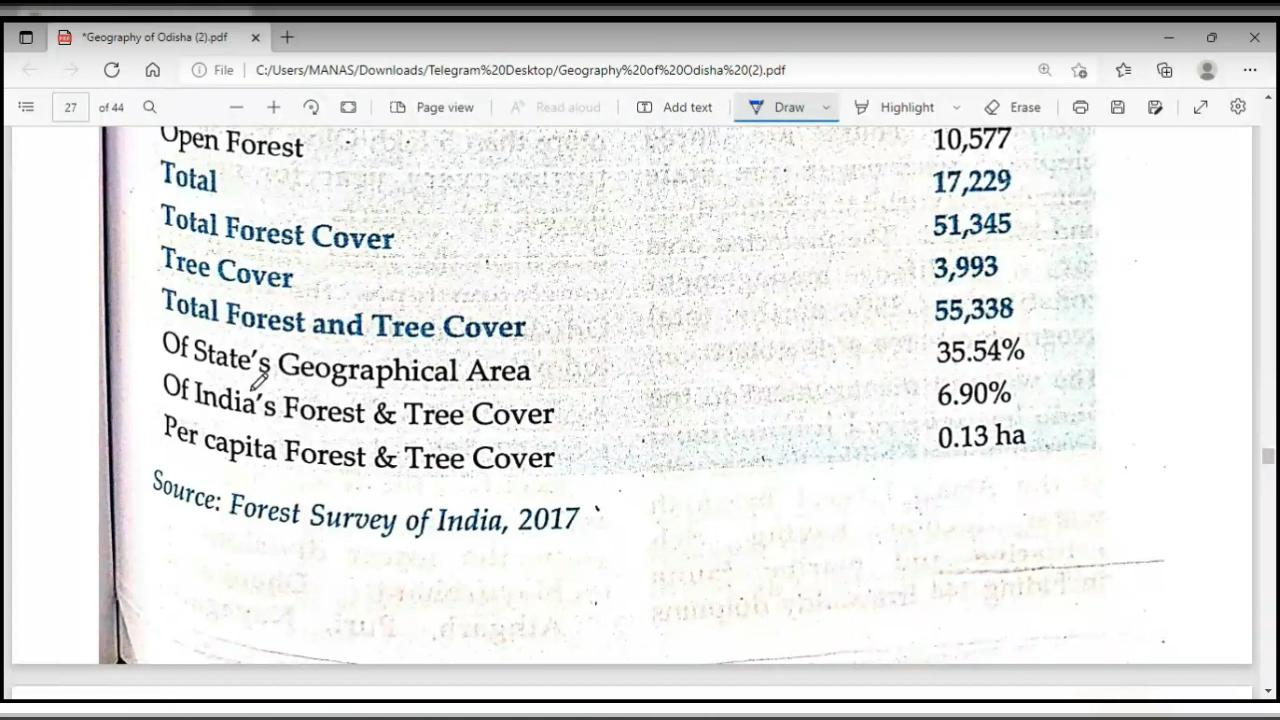 *Geography of Odisha (2).pdf
File C:/Users/MANAS/Downloads/Telegram%20Desktop/Geography%20of%20Odisha%20(2).pdf
27 of 44 Page view Read aloud Add text Draw Highlight Erase
Open Forest 10,577
Total 17,229
Total Forest Cover 51,345
Tree Cover 3,993
Total Forest and Tree Cover 55,338
Of State's Geographical Area 35.54%
Of India's Forest & Tree Cover 6.90%
Per capita Forest & Tree Cover 0.13 ha
Source: Forest Survey of India, 2017